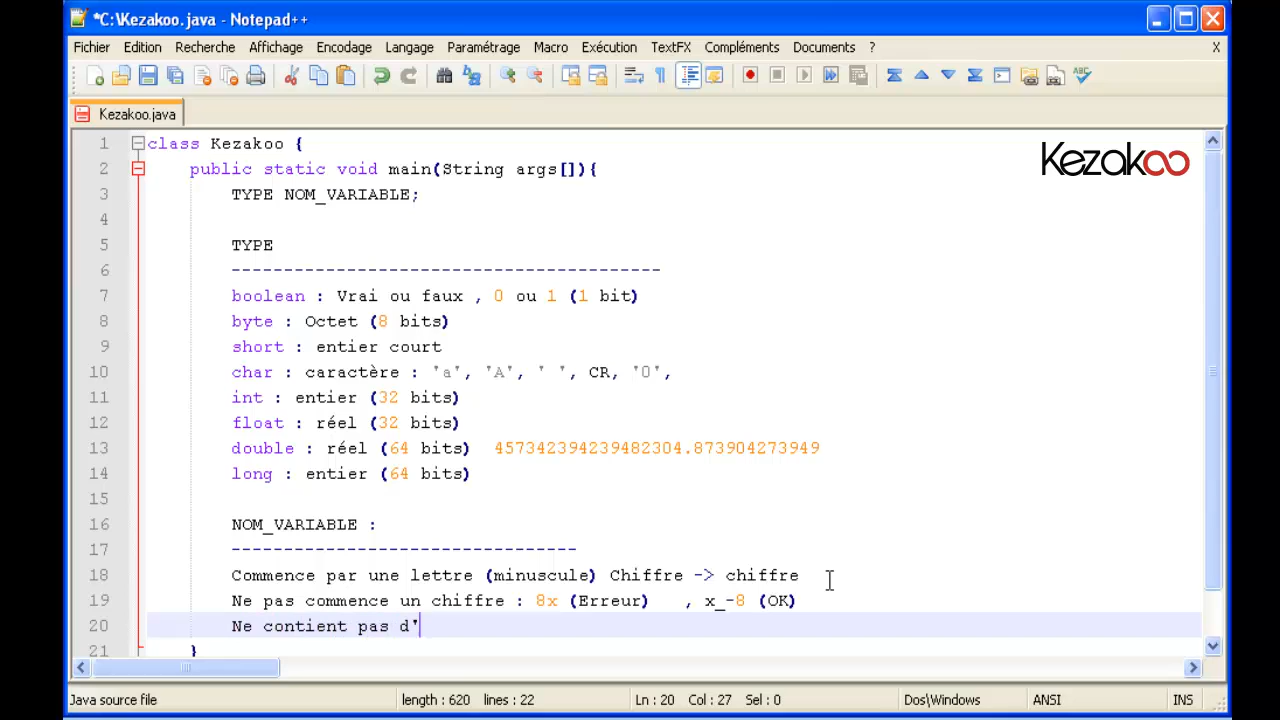 *C:\Kezakoo.java - Notepad++
Fichier Edition Recherche Affichage Encodage Langage Paramétrage Macro Exécution TextFX Compléments Documents ? X
Kezakoo.java
Kezakoo
1 class Kezakoo {
2 public static void main(String args[]){
3 TYPE NOM_VARIABLE;
4
5 TYPE
6 -----------------------------------------
7 boolean : Vrai ou faux , 0 ou 1 (1 bit)
8 byte : Octet (8 bits)
9 short : entier court
10 char : caractère : 'a', 'A', ' ', CR, '0',
11 int : entier (32 bits)
12 float : réel (32 bits)
13 double : réel (64 bits) 457342394239482304.873904273949
14 long : entier (64 bits)
15
16 NOM_VARIABLE :
17 ---------------------------------
18 Commence par une lettre (minuscule) Chiffre -> chiffre
19 Ne pas commence un chiffre : 8x (Erreur) , x_-8 (OK)
20 Ne contient pas d'
21 }
Java source file length : 620 lines : 22 Ln : 20 Col : 27 Sel : 0 Dos\Windows ANSI INS